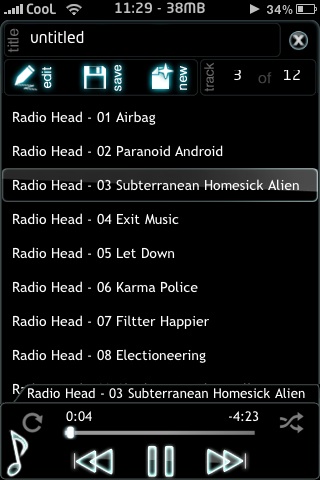 CooL 11:29 - 38MB 34%
title untitled
edit save new track 3 of 12
Radio Head - 01 Airbag
Radio Head - 02 Paranoid Android
Radio Head - 03 Subterranean Homesick Alien
Radio Head - 04 Exit Music
Radio Head - 05 Let Down
Radio Head - 06 Karma Police
Radio Head - 07 Filtter Happier
Radio Head - 08 Electioneering
Radio Head - 03 Subterranean Homesick Alien
0:04 -4:23